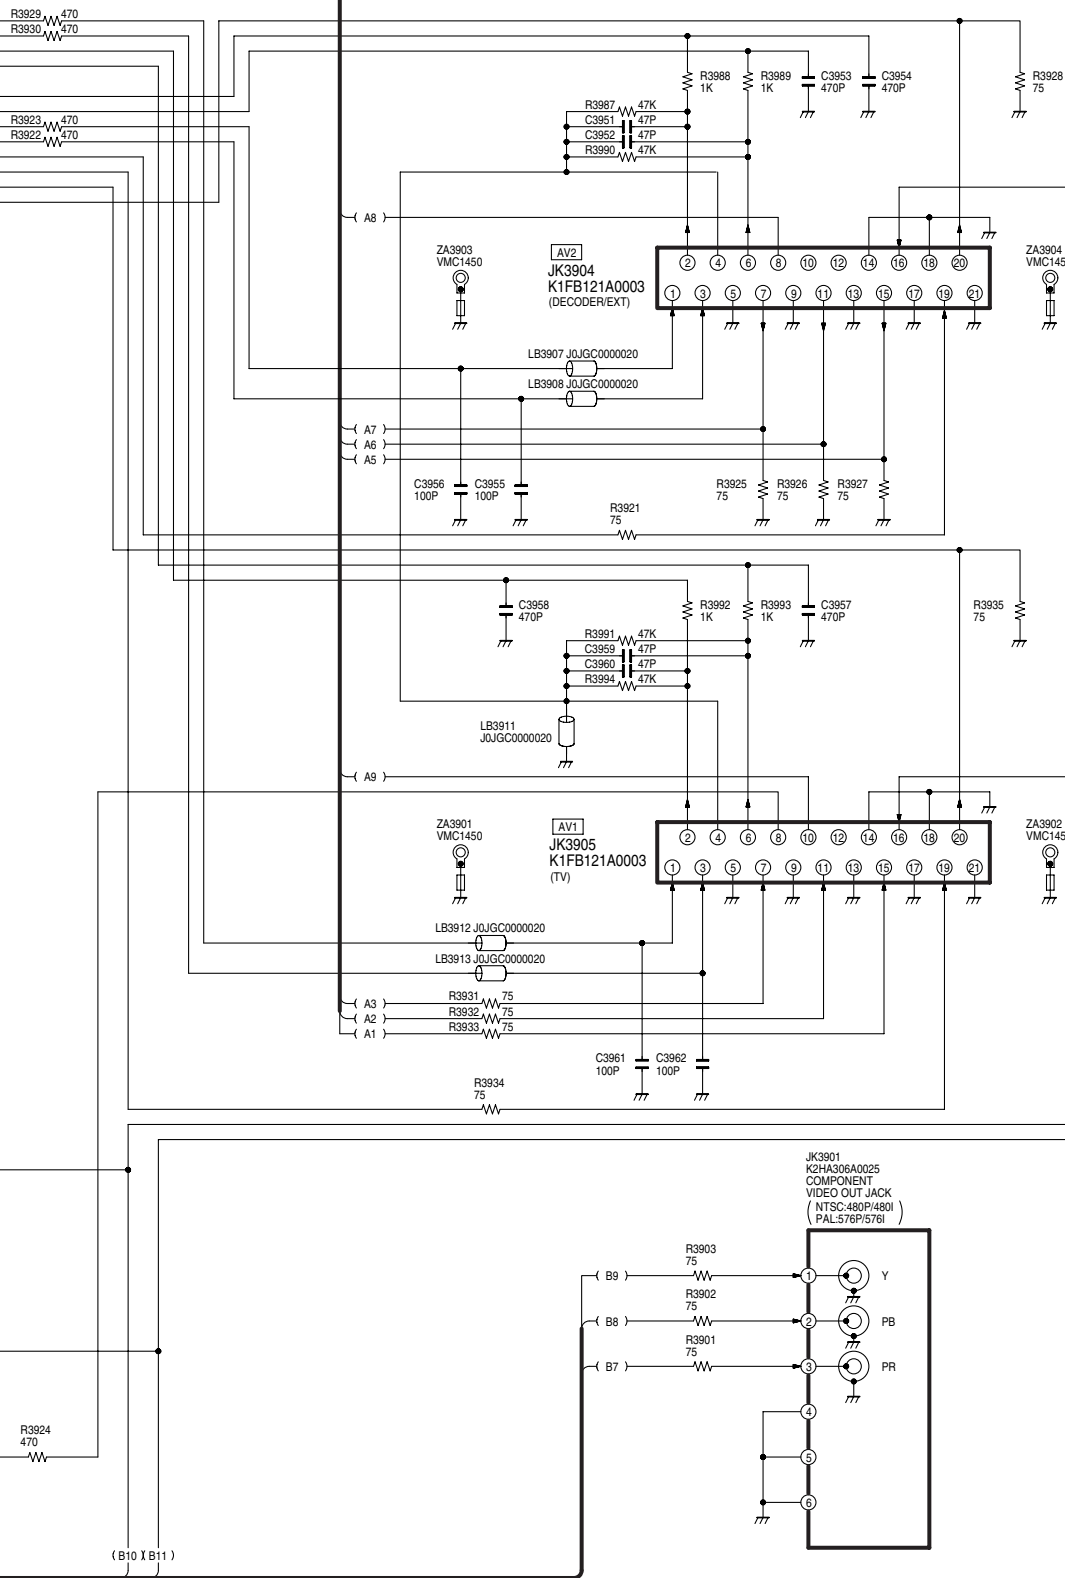 R3929 470
R3930 470
R3923 470
R3922 470
R3988 1K
R3989 1K
C3953 470P
C3954 470P
R3928 75
R3987 47K
C3951 47P
C3952 47P
R3990 47K
A8
ZA3903
VMC1450
AV2
JK3904
K1FB121A0003
(DECODER/EXT)
2 4 6 8 10 12 14 16 18 20
1 3 5 7 9 11 13 15 17 19 21
ZA3904
VMC145
LB3907 J0JGC0000020
LB3908 J0JGC0000020
A7
A6
A5
C3956 100P
C3955 100P
R3925 75
R3926 75
R3927 75
R3921
75
C3958
470P
R3992 1K
R3993 1K
C3957 470P
R3935 75
R3991 47K
C3959 47P
C3960 47P
R3994 47K
LB3911
J0JGC0000020
A9
ZA3901
VMC1450
AV1
JK3905
K1FB121A0003
(TV)
2 4 6 8 10 12 14 16 18 20
1 3 5 7 9 11 13 15 17 19 21
ZA3902
VMC145
LB3912 J0JGC0000020
LB3913 J0JGC0000020
A3 R3931 75
A2 R3932 75
A1 R3933 75
C3961 100P
C3962 100P
R3934
75
JK3901
K2HA306A0025
COMPONENT
VIDEO OUT JACK
(NTSC:480P/480I
PAL:576P/576I)
R3903
75
B9 1 Y
R3902
75
B8 2 PB
R3901
75
B7 3 PR
4
5
6
R3924
470
(B10)(B11)